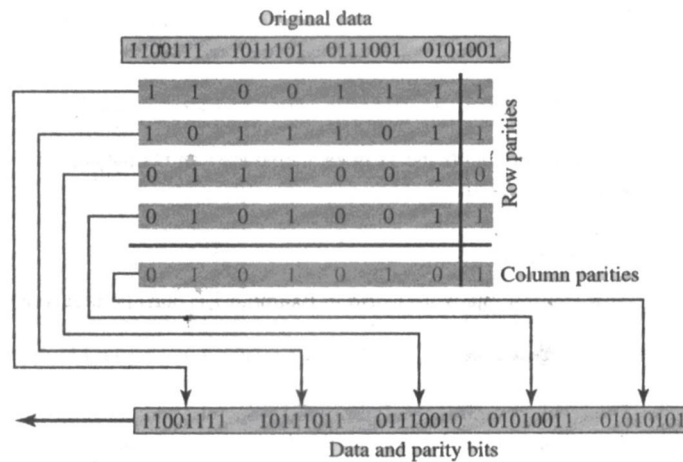 Original data
1100111 1011101 0111001 0101001
1 1 0 0 1 1 1 1
1 0 1 1 1 0 1 1
0 1 1 1 0 0 1 0
0 1 0 1 0 0 1 1
Row parities
0 1 0 1 0 1 0 1
Column parities
11001111 10111011 01110010 01010011 01010101
Data and parity bits